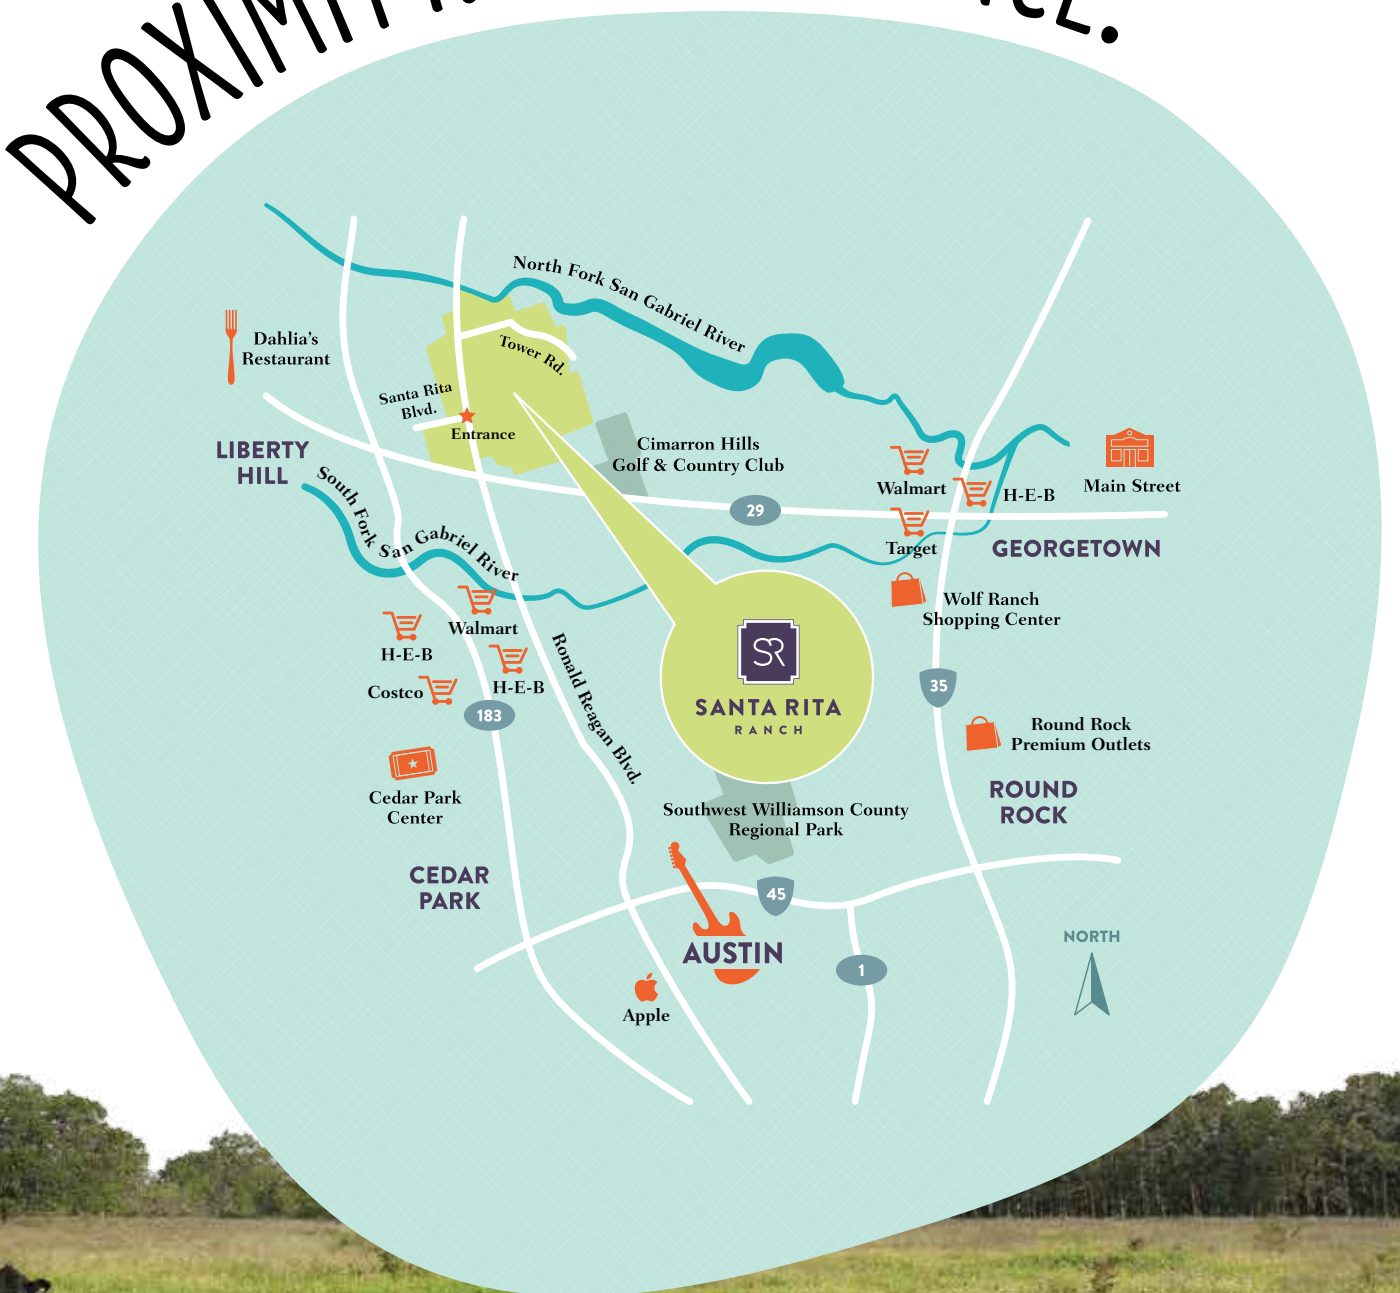 PROXIMITY
North Fork San Gabriel River
Dahlia's
Restaurant
Tower Rd.
Santa Rita
Blvd.
Entrance
LIBERTY
HILL
Cimarron Hills
Golf & Country Club
Walmart
H-E-B
Main Street
29
Target
GEORGETOWN
South Fork San Gabriel River
Wolf Ranch
Shopping Center
Walmart
H-E-B
H-E-B
Costco
183
Ronald Reagan Blvd.
SR
SANTA RITA
RANCH
35
Round Rock
Premium Outlets
Cedar Park
Center
ROUND
ROCK
Southwest Williamson County
Regional Park
CEDAR
PARK
45
AUSTIN
1
NORTH
Apple